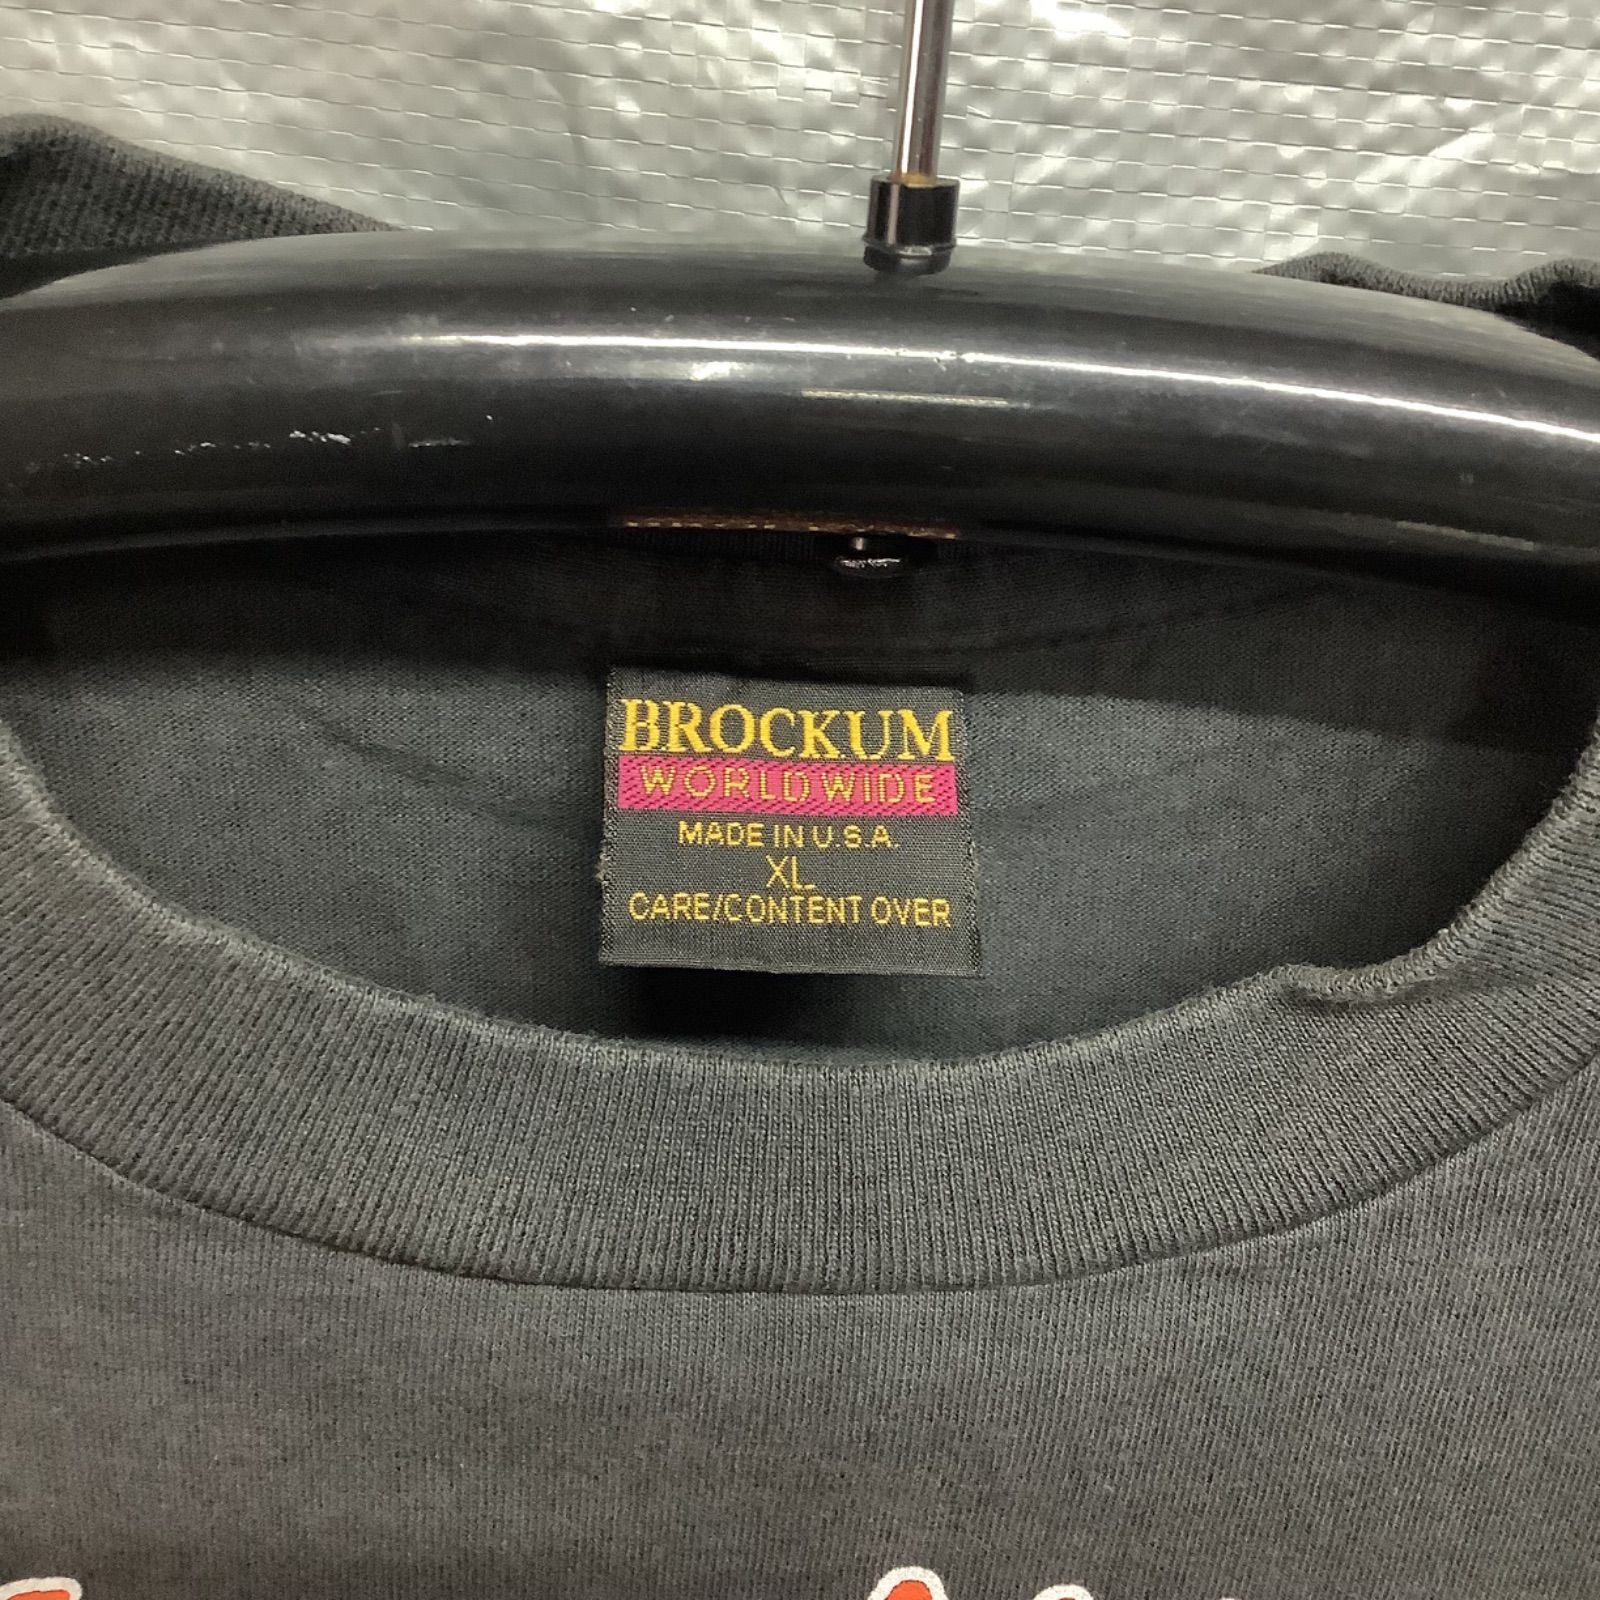 BROCKUM
WORLDWIDE
MADE IN U.S.A.
XL
CARE/CONTENT OVER